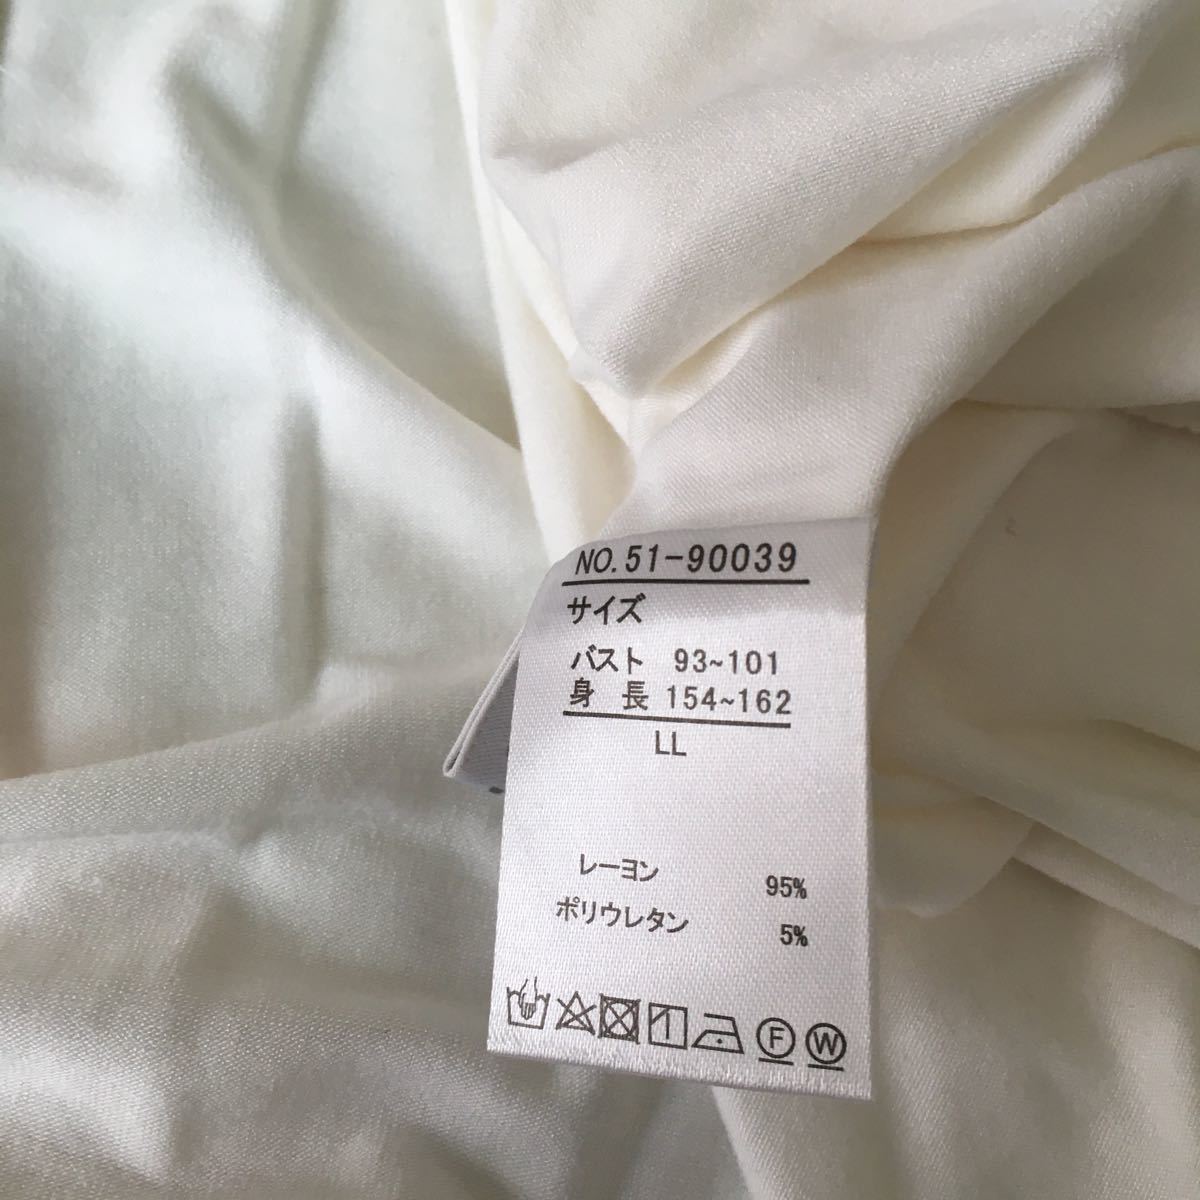 NO.51-90039
サイズ
バスト 93~101
身 長 154~162
LL
レーヨン 95%
ポリウレタン 5%
F W